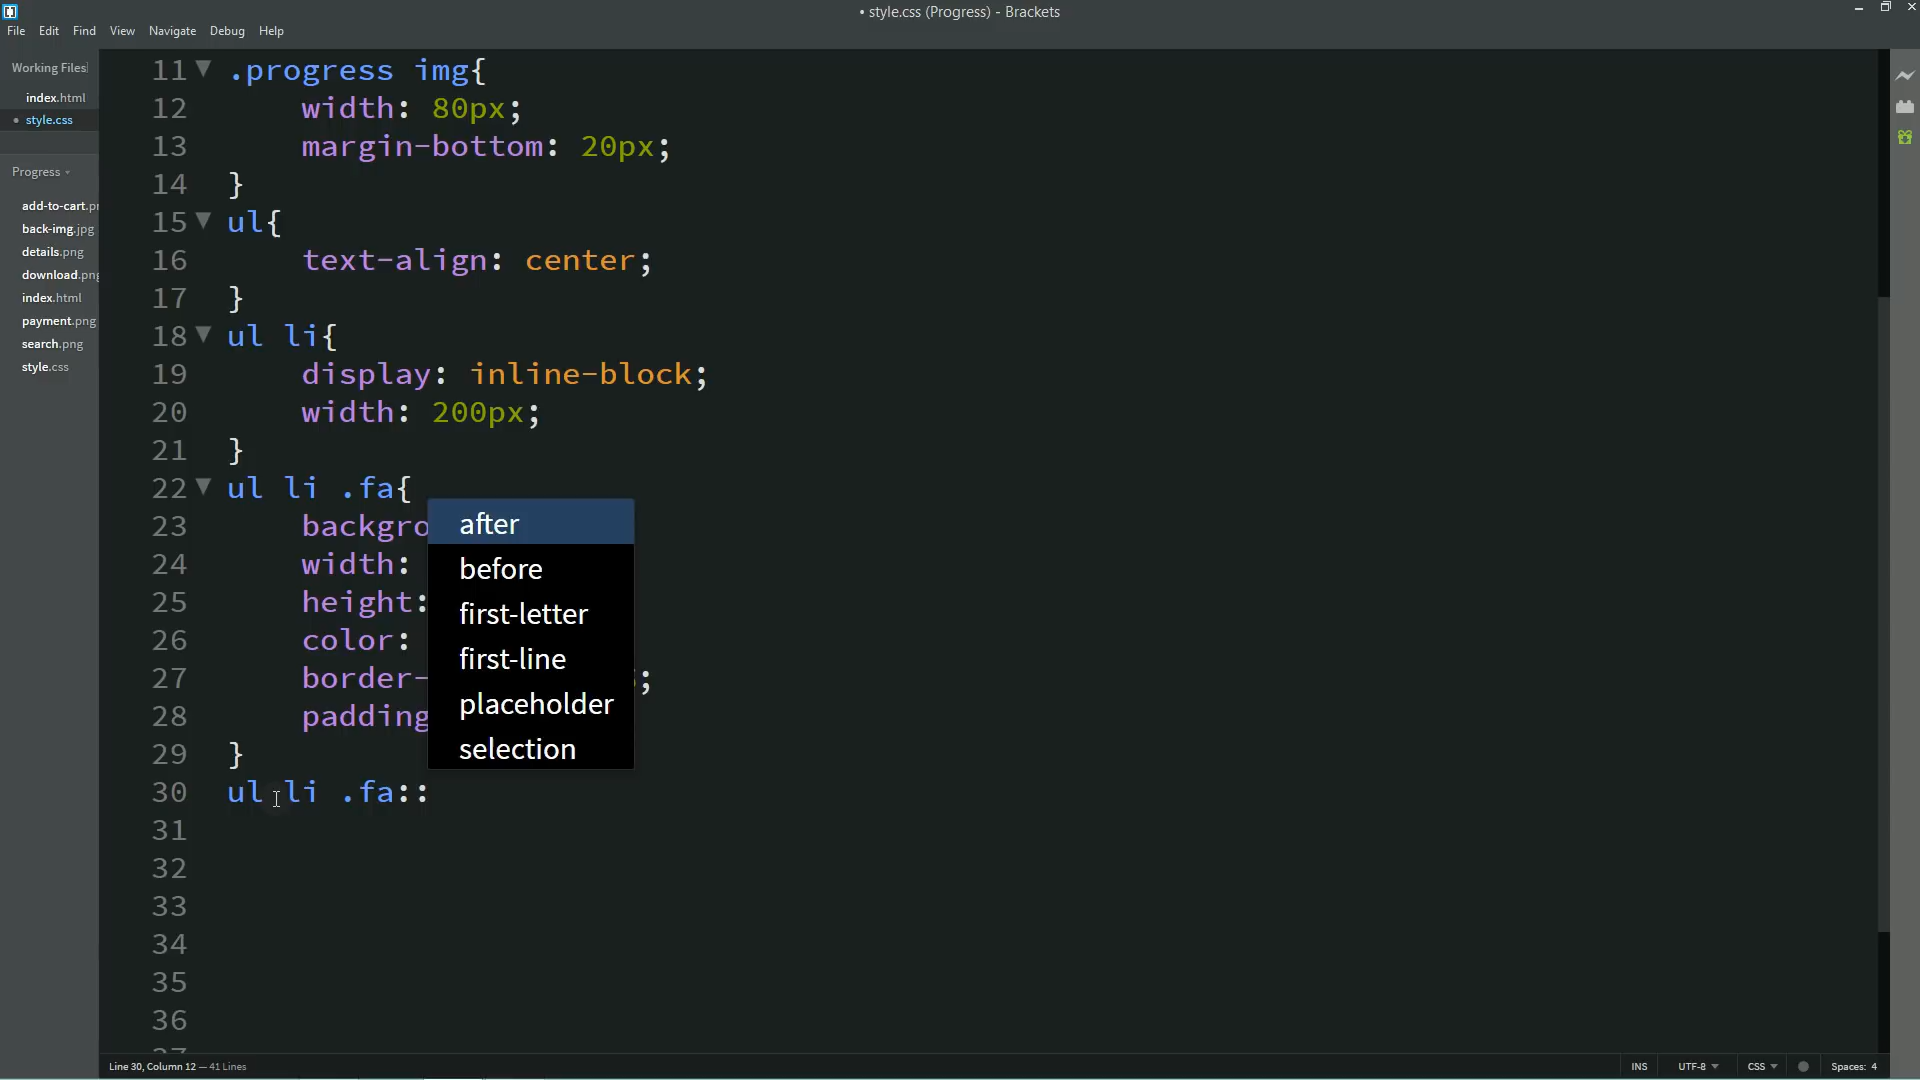 • style.css (Progress) - Brackets
File Edit Find View Navigate Debug Help
Working Files
index.html
• style.css
Progress
add-to-cart.pn
back-img.jpg
details.png
download.png
index.html
payment.png
search.png
style.css
11 .progress img{
12 width: 80px;
13 margin-bottom: 20px;
14 }
15 ul{
16 text-align: center;
17 }
18 ul li{
19 display: inline-block;
20 width: 200px;
21 }
22 ul li .fa{
23 backgro
24 width:
25 height:
26 color:
27 border- ;
28 padding
29 }
30 ul li .fa::
31
32
33
34
35
36
after
before
first-letter
first-line
placeholder
selection
Line 30, Column 12 — 41 Lines
INS UTF-8 CSS Spaces: 4